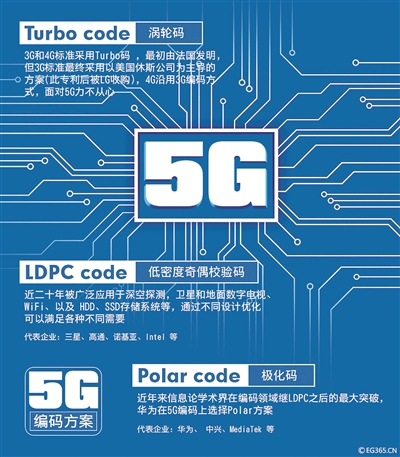 Turbo code 涡轮码
3G和4G标准采用Turbo码，最初由法国发明，
但3G标准最终采用以美国休斯公司为主导的
方案(此专利后被LG收购)，4G沿用3G编码方
式，面对5G力不从心
5G
LDPC code 低密度奇偶校验码
近二十年被广泛应用于深空探测，卫星和地面数字电视、
WiFi、以及 HDD、SSD存储系统等，通过不同设计优化
可以满足各种不同需要
代表企业：三星、高通、诺基亚、Intel 等
5G
编码方案
Polar code 极化码
近年来信息论学术界在编码领域继LDPC之后的最大突破，
华为在5G编码上选择Polar方案
代表企业：华为、中兴、MediaTek 等
© EG365.CN